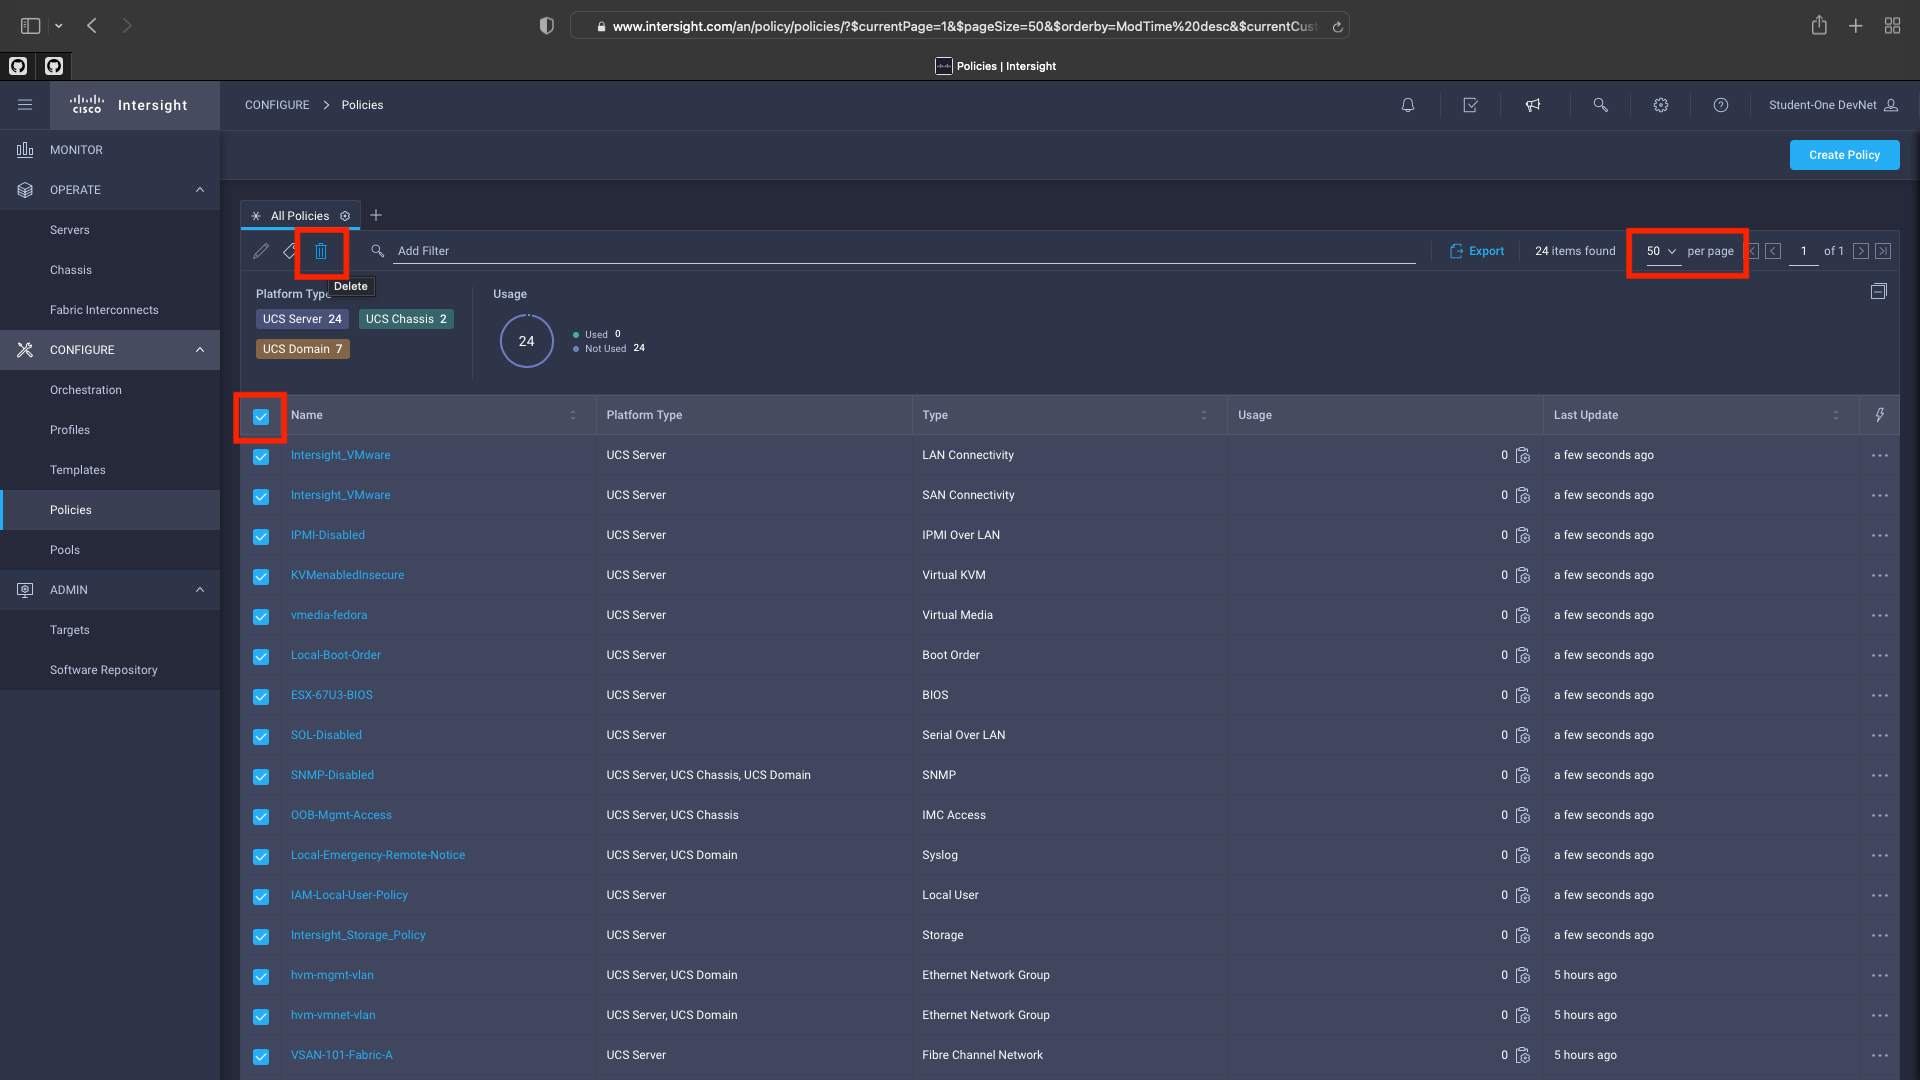 www.intersight.com/an/policy/policies/?$currentPage=1&$pageSize=50&$orderby=ModTime%20desc&$currentCust
Policies | Intersight
cisco Intersight
CONFIGURE > Policies
Student-One DevNet
MONITOR
OPERATE
Servers
Chassis
Fabric Interconnects
CONFIGURE
Orchestration
Profiles
Templates
Policies
Pools
ADMIN
Targets
Software Repository
Create Policy
All Policies
Add Filter
Export
24 items found
50 per page
1 of 1
Delete
Platform Type
UCS Server 24
UCS Chassis 2
UCS Domain 7
Usage
24
Used 0
Not Used 24
Name Platform Type Type Usage Last Update
Intersight_VMware UCS Server LAN Connectivity 0 a few seconds ago
Intersight_VMware UCS Server SAN Connectivity 0 a few seconds ago
IPMI-Disabled UCS Server IPMI Over LAN 0 a few seconds ago
KVMenabledInsecure UCS Server Virtual KVM 0 a few seconds ago
vmedia-fedora UCS Server Virtual Media 0 a few seconds ago
Local-Boot-Order UCS Server Boot Order 0 a few seconds ago
ESX-67U3-BIOS UCS Server BIOS 0 a few seconds ago
SOL-Disabled UCS Server Serial Over LAN 0 a few seconds ago
SNMP-Disabled UCS Server, UCS Chassis, UCS Domain SNMP 0 a few seconds ago
OOB-Mgmt-Access UCS Server, UCS Chassis IMC Access 0 a few seconds ago
Local-Emergency-Remote-Notice UCS Server, UCS Domain Syslog 0 a few seconds ago
IAM-Local-User-Policy UCS Server Local User 0 a few seconds ago
Intersight_Storage_Policy UCS Server Storage 0 a few seconds ago
hvm-mgmt-vlan UCS Server, UCS Domain Ethernet Network Group 0 5 hours ago
hvm-vmnet-vlan UCS Server, UCS Domain Ethernet Network Group 0 5 hours ago
VSAN-101-Fabric-A UCS Server Fibre Channel Network 0 5 hours ago